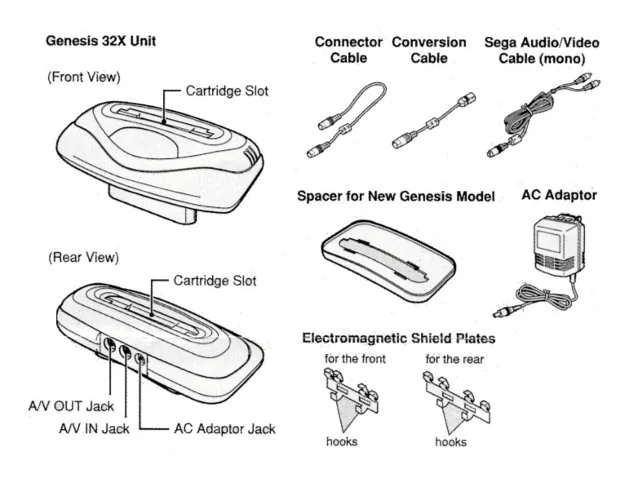 Genesis 32X Unit
(Front View)
Cartridge Slot
Connector Cable
Conversion Cable
Sega Audio/Video Cable (mono)
Spacer for New Genesis Model
AC Adaptor
(Rear View)
Cartridge Slot
A/V OUT Jack
A/V IN Jack
AC Adaptor Jack
Electromagnetic Shield Plates
for the front
for the rear
hooks
hooks